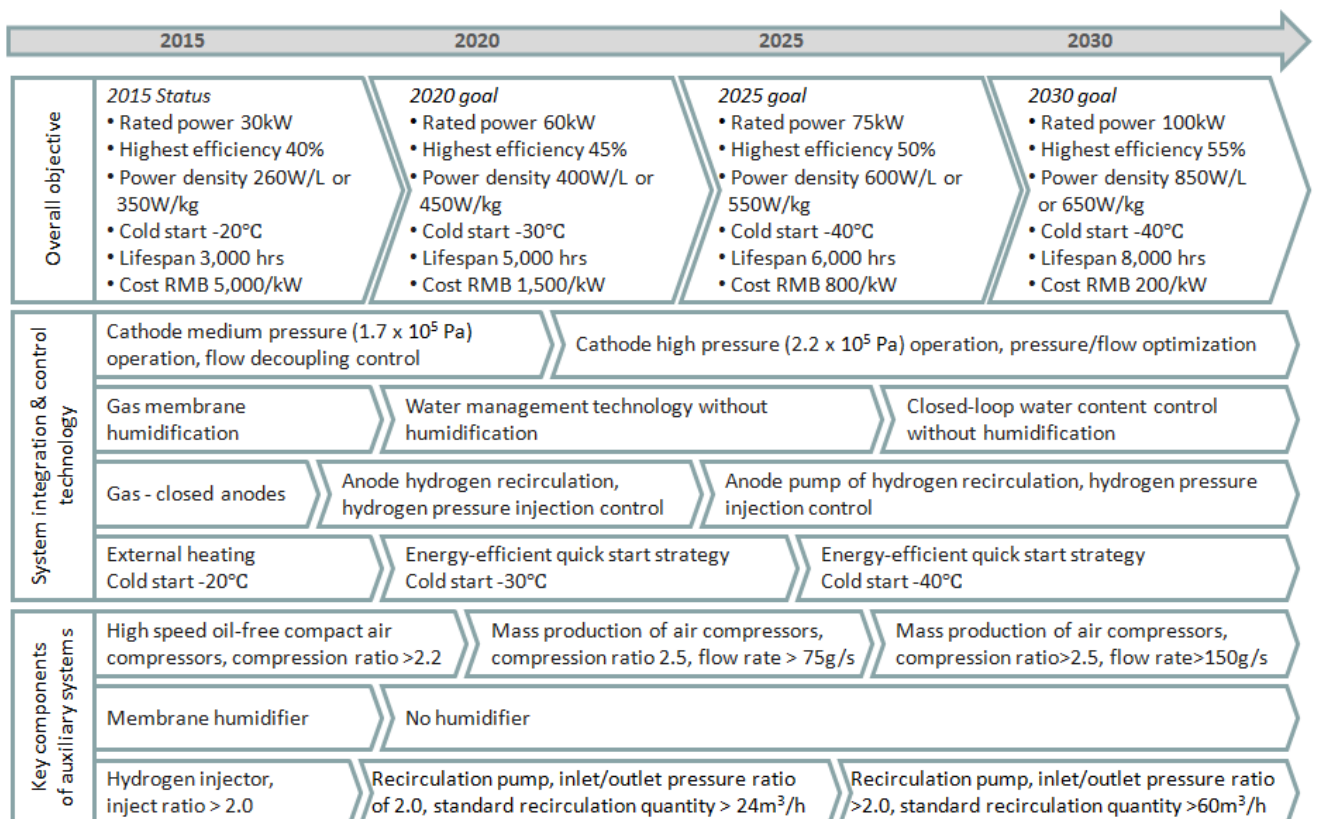 2015
2020
2025
2030
Overall objective
2015 Status
• Rated power 30kW
• Highest efficiency 40%
• Power density 260W/L or
350W/kg
• Cold start -20℃
• Lifespan 3,000 hrs
• Cost RMB 5,000/kW
2020 goal
• Rated power 60kW
• Highest efficiency 45%
• Power density 400W/L or
450W/kg
• Cold start -30℃
• Lifespan 5,000 hrs
• Cost RMB 1,500/kW
2025 goal
• Rated power 75kW
• Highest efficiency 50%
• Power density 600W/L or
550W/kg
• Cold start -40℃
• Lifespan 6,000 hrs
• Cost RMB 800/kW
2030 goal
• Rated power 100kW
• Highest efficiency 55%
• Power density 850W/L
or 650W/kg
• Cold start -40℃
• Lifespan 8,000 hrs
• Cost RMB 200/kW
System integration & control
technology
Cathode medium pressure (1.7 x 10⁵ Pa)
operation, flow decoupling control
Cathode high pressure (2.2 x 10⁵ Pa) operation, pressure/flow optimization
Gas membrane
humidification
Water management technology without
humidification
Closed-loop water content control
without humidification
Gas - closed anodes
Anode hydrogen recirculation,
hydrogen pressure injection control
Anode pump of hydrogen recirculation, hydrogen pressure
injection control
External heating
Cold start -20℃
Energy-efficient quick start strategy
Cold start -30℃
Energy-efficient quick start strategy
Cold start -40℃
Key components
of auxiliary systems
High speed oil-free compact air
compressors, compression ratio >2.2
Mass production of air compressors,
compression ratio 2.5, flow rate > 75g/s
Mass production of air compressors,
compression ratio>2.5, flow rate>150g/s
Membrane humidifier
No humidifier
Hydrogen injector,
inject ratio > 2.0
Recirculation pump, inlet/outlet pressure ratio
of 2.0, standard recirculation quantity > 24m³/h
Recirculation pump, inlet/outlet pressure ratio
>2.0, standard recirculation quantity >60m³/h